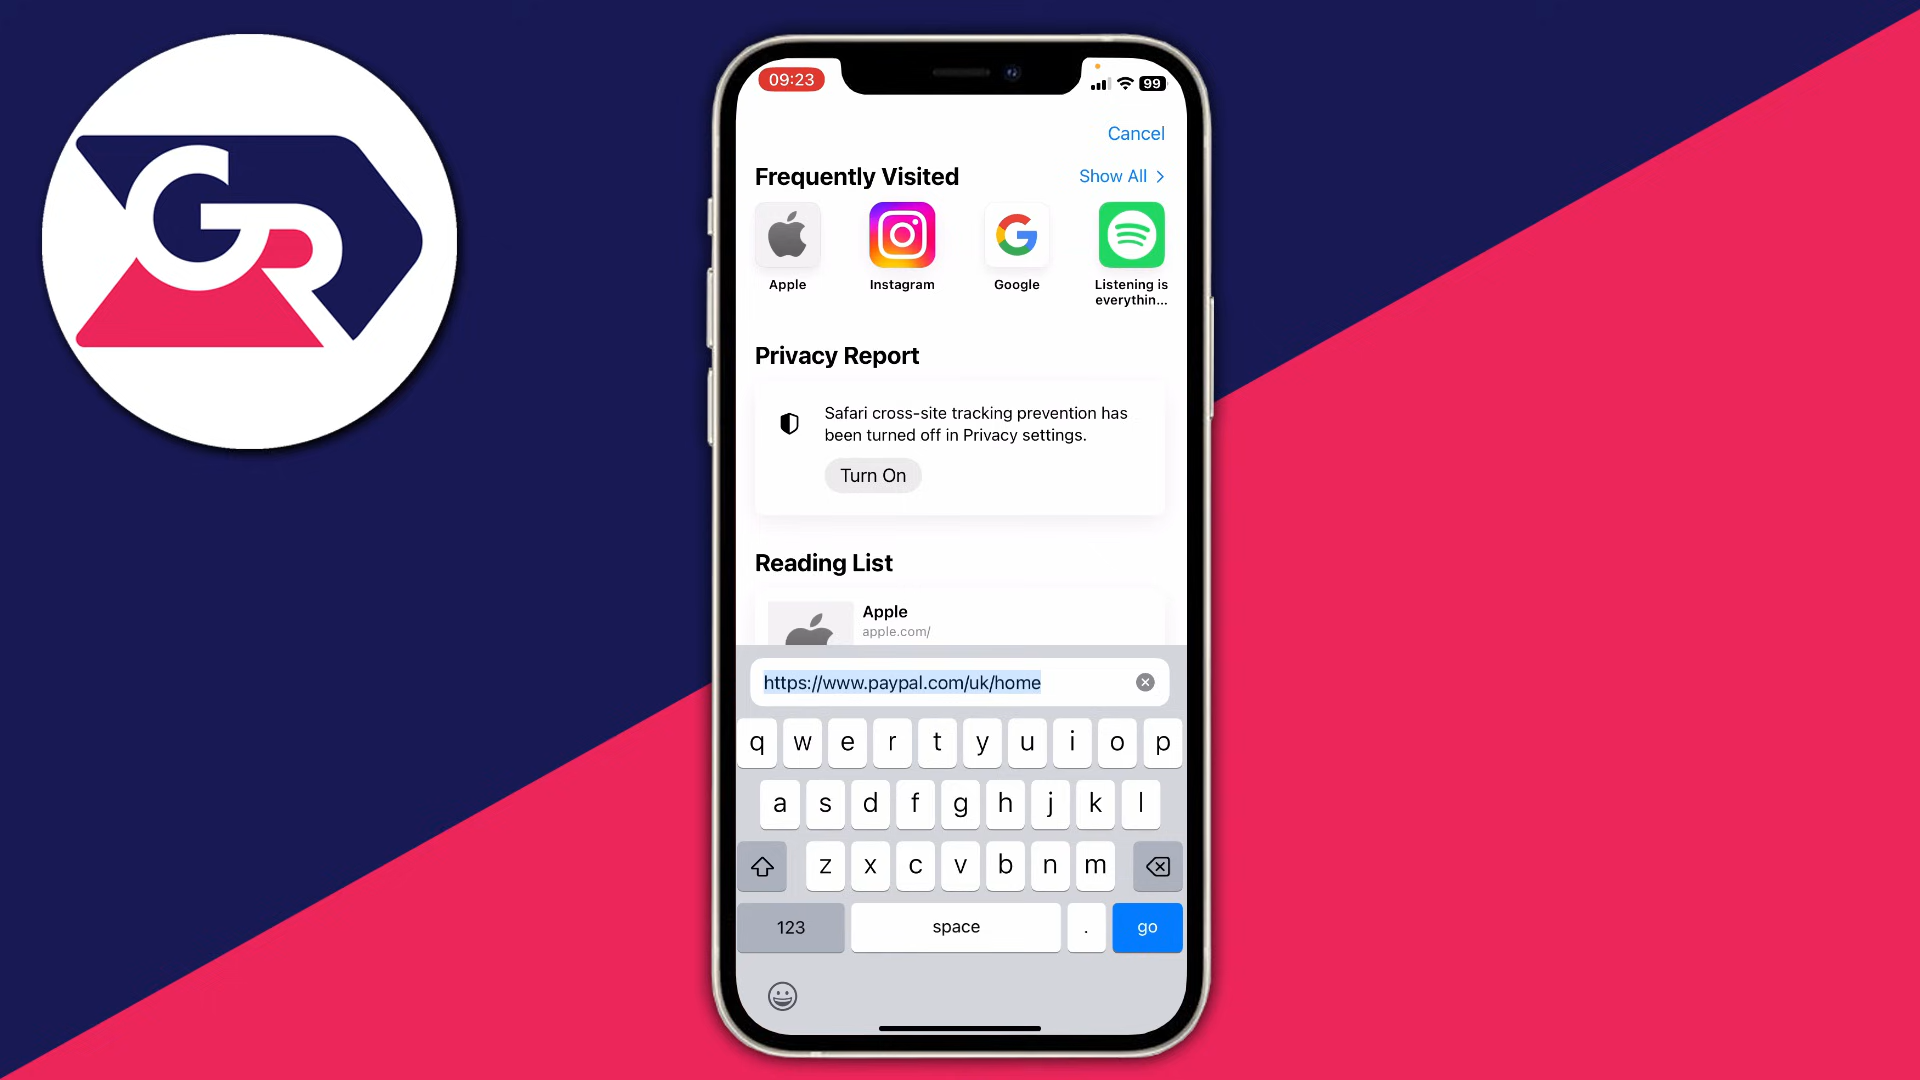 GR
09:23
99
Cancel
Frequently Visited
Show All
Apple
Instagram
Google
Listening is
everythin...
Privacy Report
Safari cross-site tracking prevention has
been turned off in Privacy settings.
Turn On
Reading List
Apple
apple.com/
https://www.paypal.com/uk/home
q w e r t y u i o p
a s d f g h j k l
z x c v b n m
123 space . go